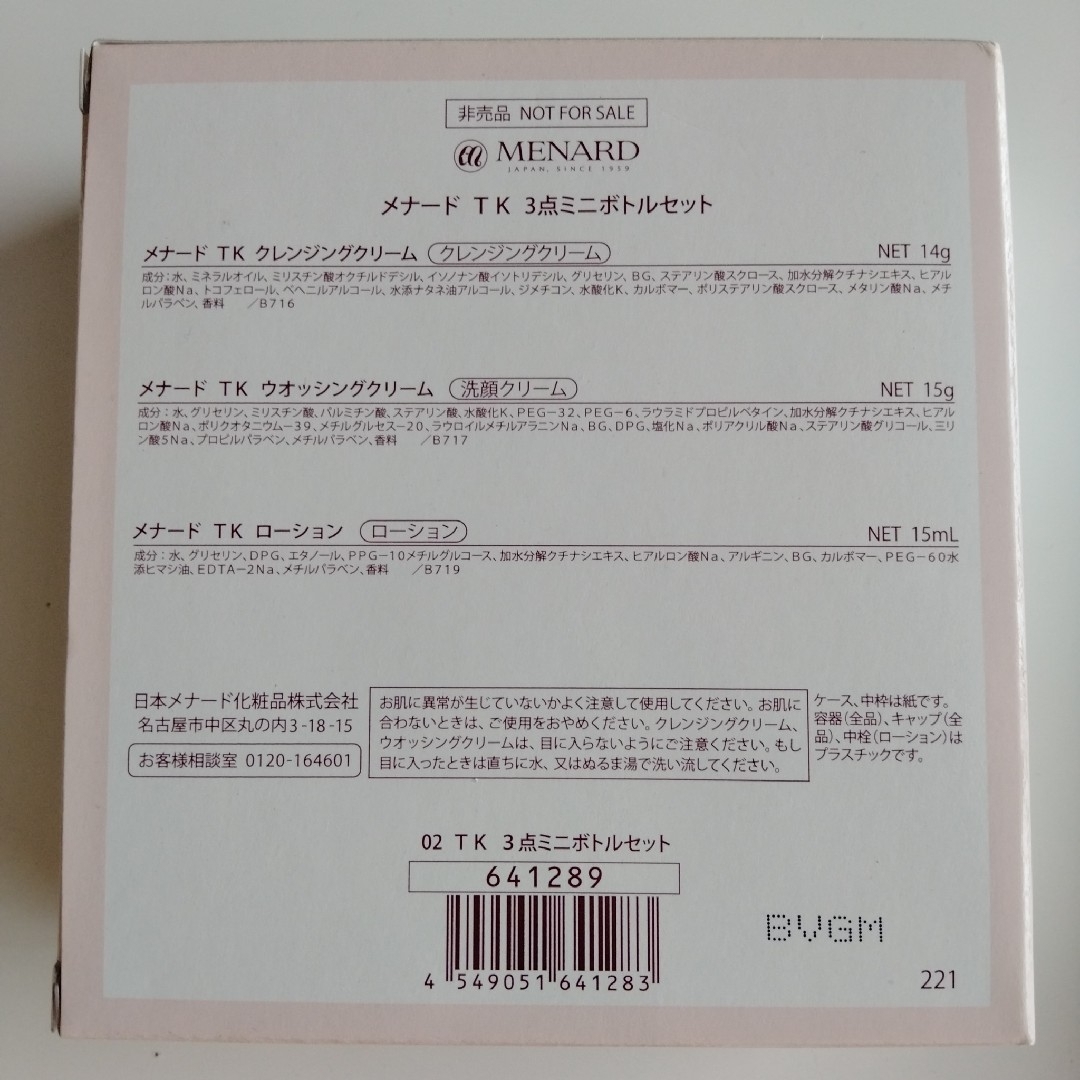 非売品 NOT FOR SALE
MENARD
JAPAN, SINCE 1959
メナード TK 3点ミニボトルセット
メナード TK クレンジングクリーム クレンジングクリーム NET 14g
成分：水、ミネラルオイル、ミリスチン酸オクチルドデシル、イソノナン酸イソトリデシル、グリセリン、BG、ステアリン酸スクロース、加水分解クチナシエキス、ヒアル
ロン酸Na、トコフェロール、ベヘニルアルコール、水添ナタネ油アルコール、ジメチコン、水酸化K、カルボマー、ポリステアリン酸スクロース、メタリン酸Na、メチ
ルパラベン、香料 ／B716
メナード TK ウオッシングクリーム 洗顔クリーム NET 15g
成分：水、グリセリン、ミリスチン酸、パルミチン酸、ステアリン酸、水酸化K、PEG－32、PEG－6、ラウラミドプロピルベタイン、加水分解クチナシエキス、ヒアル
ロン酸Na、ポリクオタニウム－39、メチルグルセス－20、ラウロイルメチルアラニンNa、BG、DPG、塩化Na、ポリアクリル酸Na、ステアリン酸グリコール、三リ
ン酸5Na、プロピルパラベン、メチルパラベン、香料 ／B717
メナード TK ローション ローション NET 15mL
成分：水、グリセリン、DPG、エタノール、PPG－10メチルグルコース、加水分解クチナシエキス、ヒアルロン酸Na、アルギニン、BG、カルボマー、PEG－60水
添ヒマシ油、EDTA－2Na、メチルパラベン、香料 ／B719
日本メナード化粧品株式会社
名古屋市中区丸の内3-18-15
お客様相談室 0120-164601
お肌に異常が生じていないかよく注意して使用してください。お肌に
合わないときは、ご使用をおやめください。クレンジングクリーム、
ウオッシングクリームは、目に入らないようにご注意ください。もし
目に入ったときは直ちに水、又はぬるま湯で洗い流してください。
ケース、中枠は紙です。
容器（全品）、キャップ（全
品）、中栓（ローション）は
プラスチックです。
02 TK 3点ミニボトルセット
641289
4 549051 641283
BVGM
221